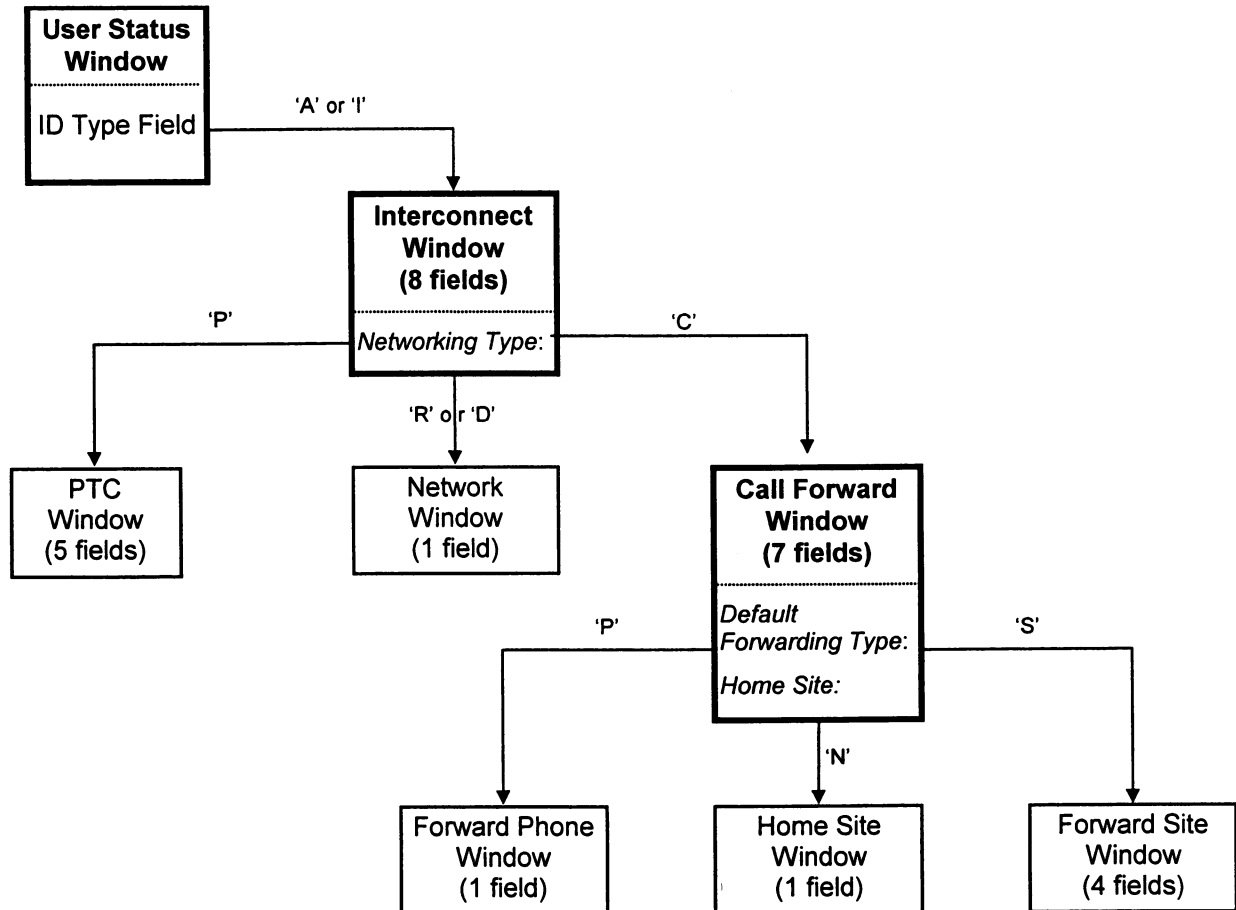 User Status
Window
ID Type Field
‘A’ or ‘I’
Interconnect
Window
(8 fields)
Networking Type:
‘P’
‘C’
‘R’ or ‘D’
PTC
Window
(5 fields)
Network
Window
(1 field)
Call Forward
Window
(7 fields)
Default
Forwarding Type:
Home Site:
‘P’
‘S’
‘N’
Forward Phone
Window
(1 field)
Home Site
Window
(1 field)
Forward Site
Window
(4 fields)